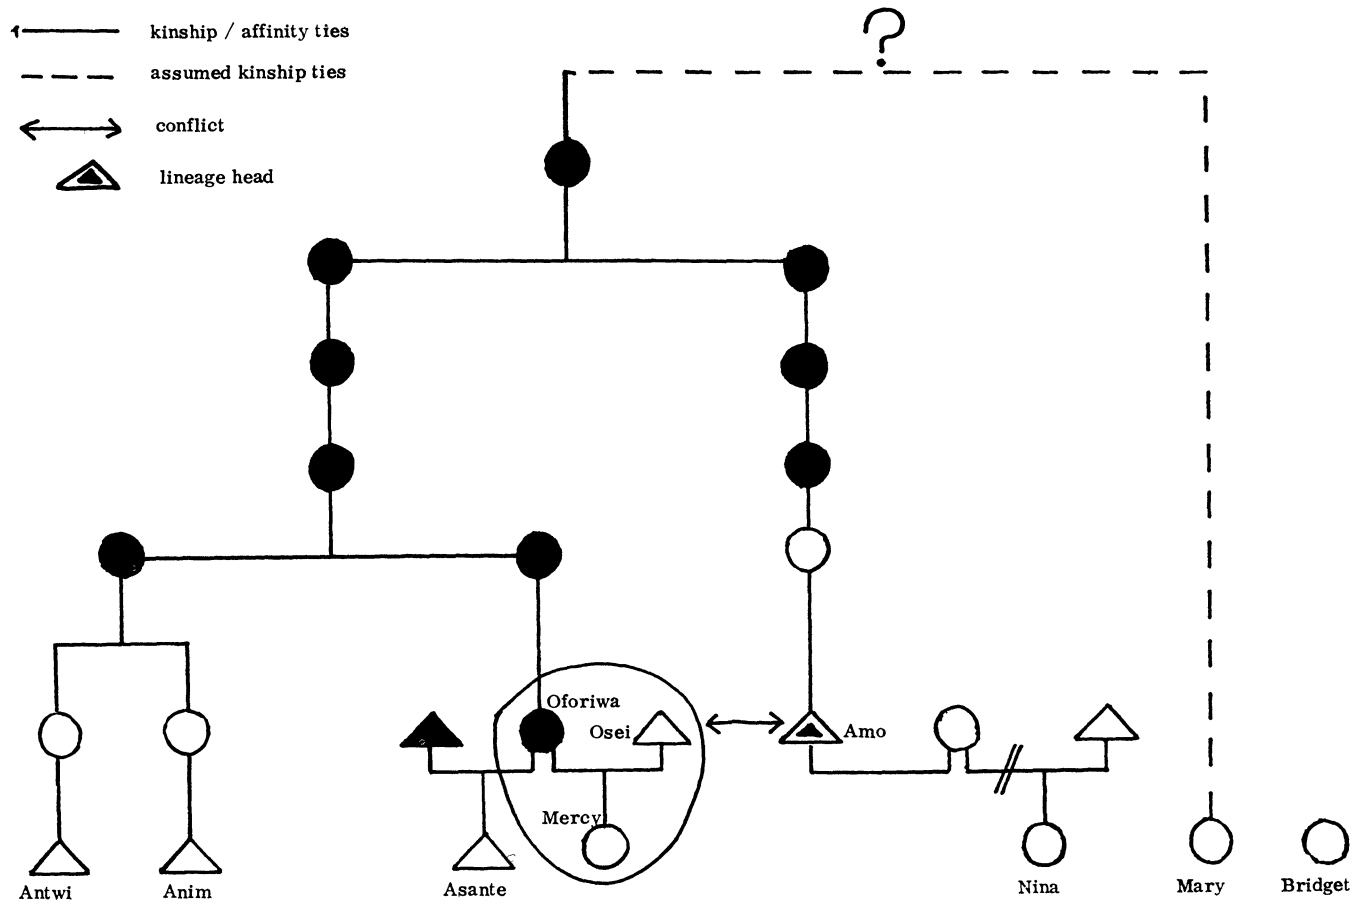 kinship / affinity ties
assumed kinship ties
conflict
lineage head
?
Oforiwa
Osei
Amo
Mercy
Antwi
Anim
Asante
Nina
Mary
Bridget